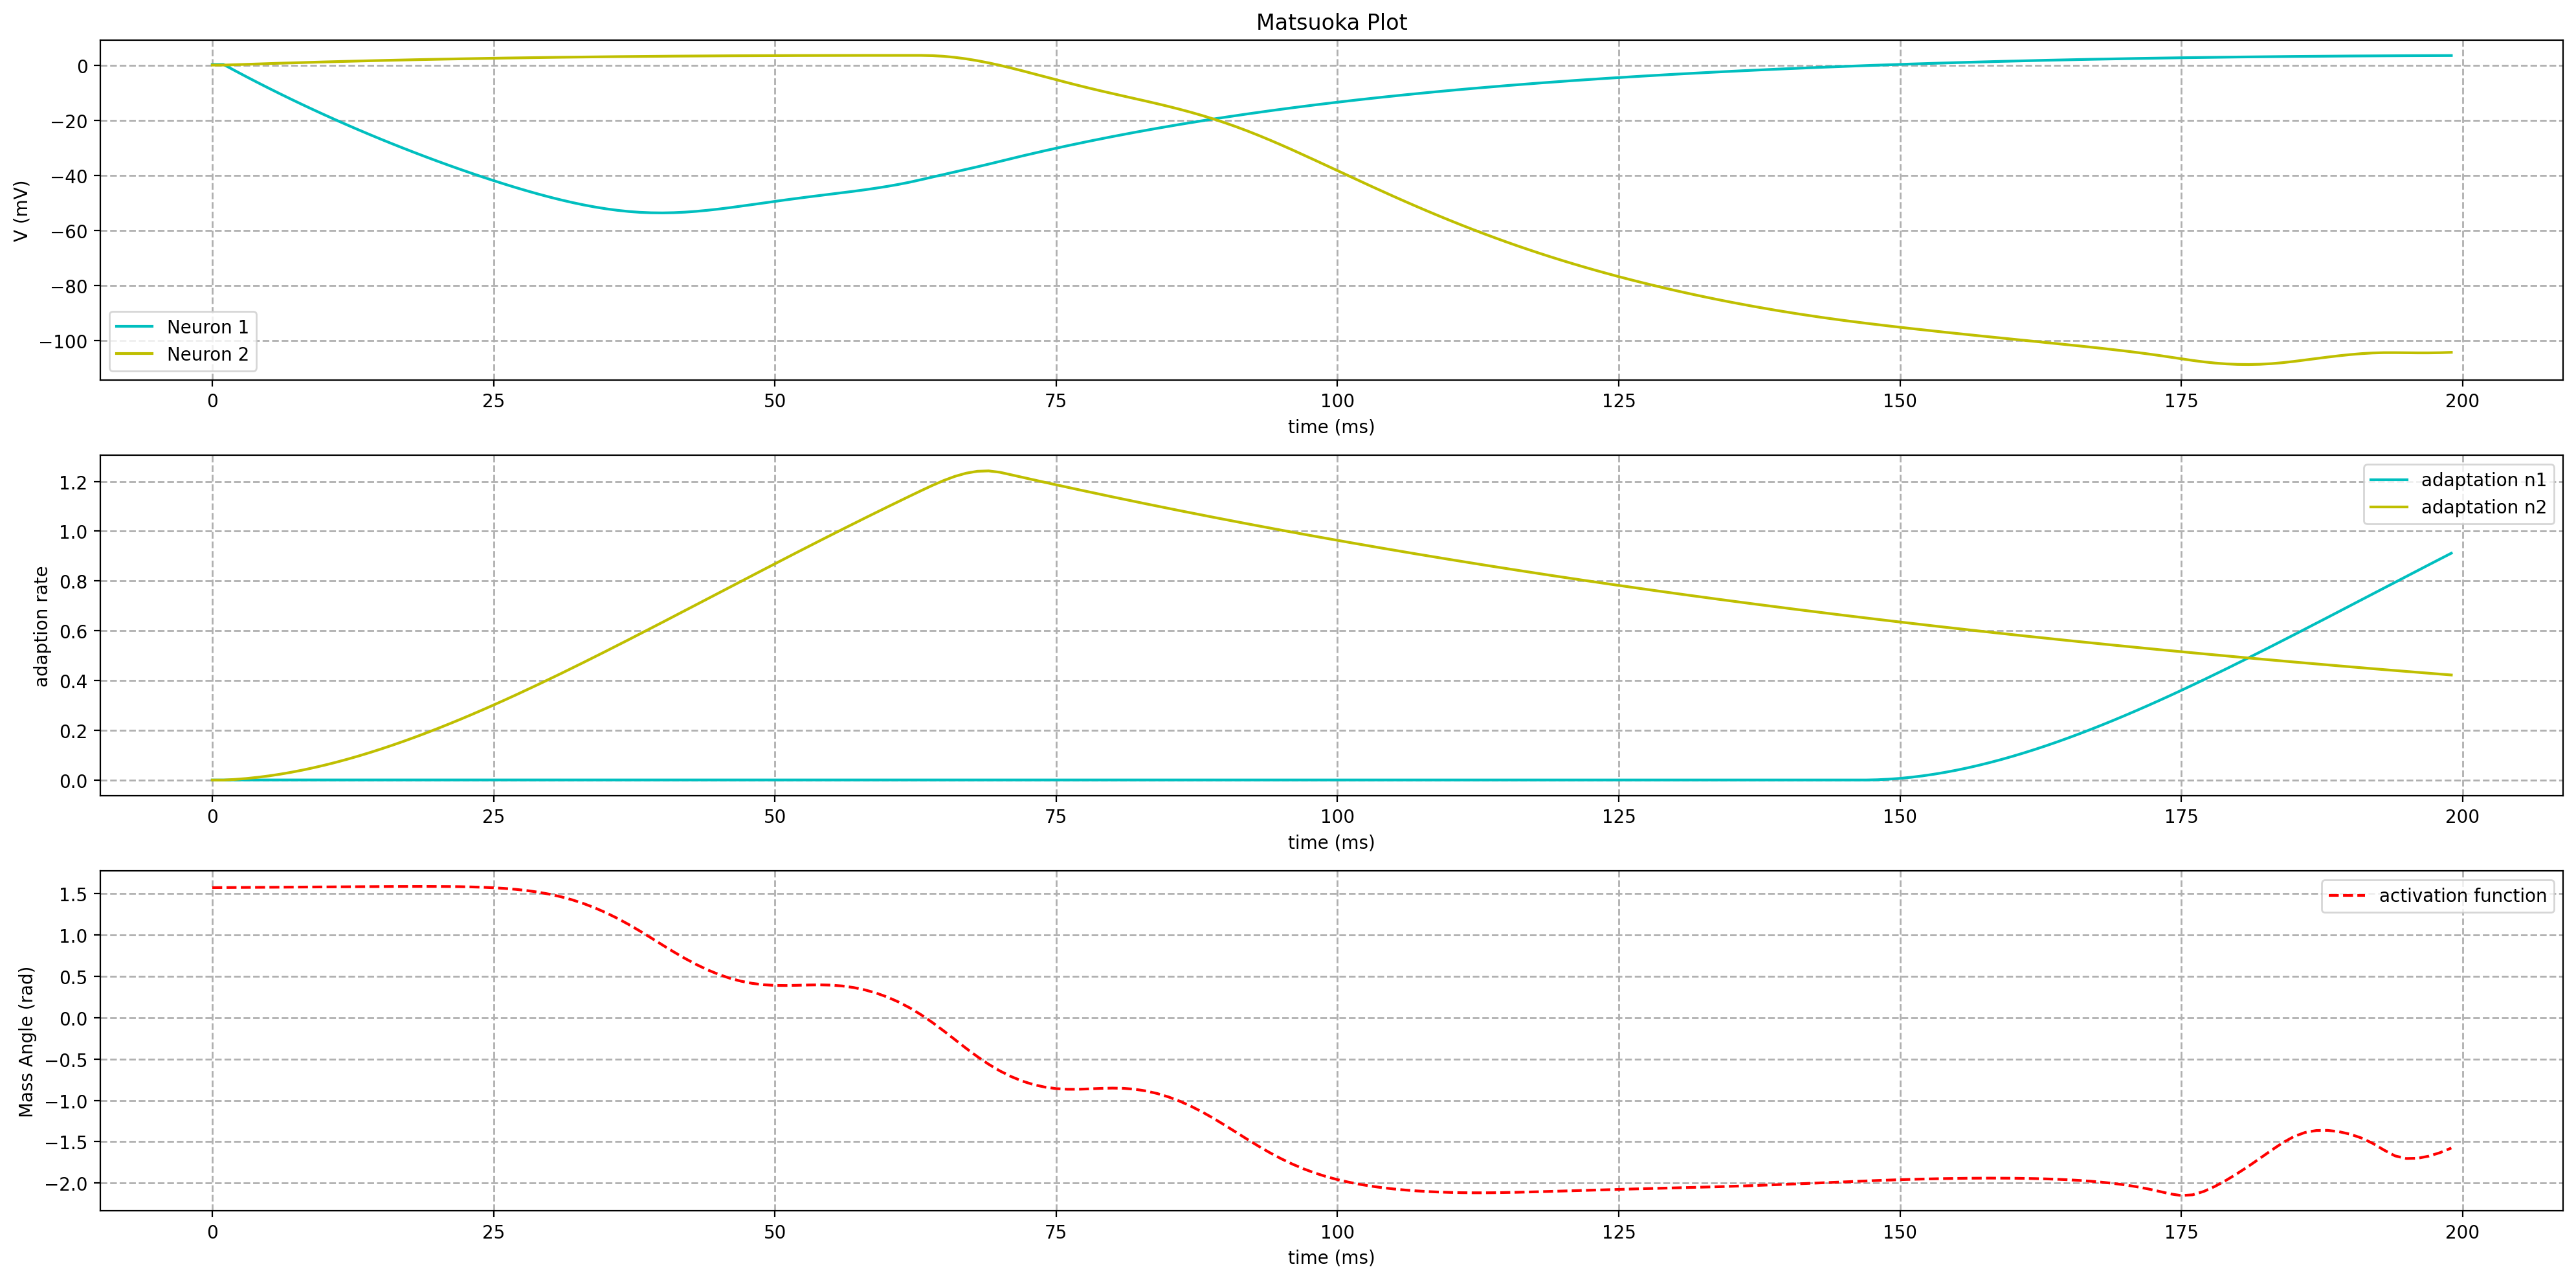 Matsuoka Plot
V (mV)
0
−20
−40
−60
−80
−100
Neuron 1
Neuron 2
0 25 50 75 100 125 150 175 200
time (ms)
adaption rate
1.2
1.0
0.8
0.6
0.4
0.2
0.0
adaptation n1
adaptation n2
0 25 50 75 100 125 150 175 200
time (ms)
Mass Angle (rad)
1.5
1.0
0.5
0.0
−0.5
−1.0
−1.5
−2.0
activation function
0 25 50 75 100 125 150 175 200
time (ms)